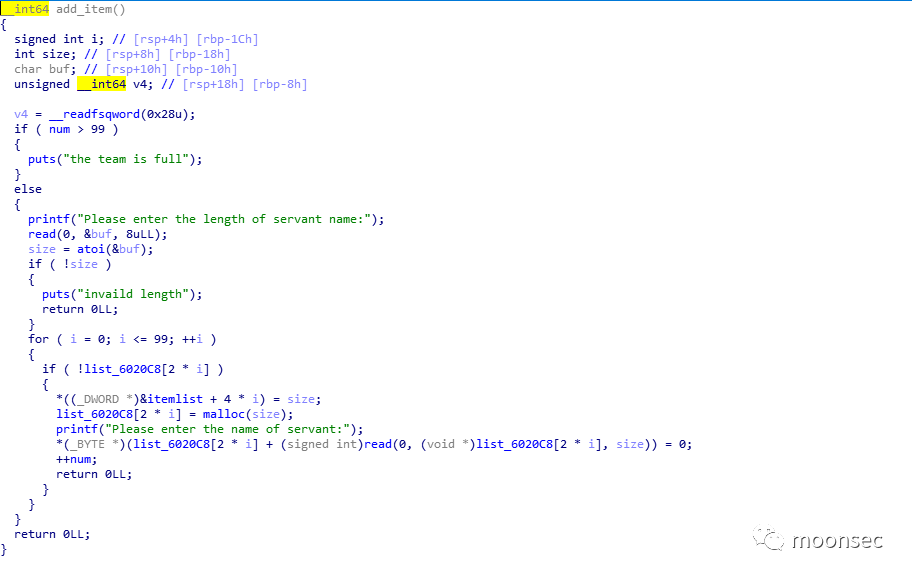 __int64 add_item()
{
  signed int i; // [rsp+4h] [rbp-1Ch]
  int size; // [rsp+8h] [rbp-18h]
  char buf; // [rsp+10h] [rbp-10h]
  unsigned __int64 v4; // [rsp+18h] [rbp-8h]

  v4 = __readfsqword(0x28u);
  if ( num > 99 )
  {
    puts("the team is full");
  }
  else
  {
    printf("Please enter the length of servant name:");
    read(0, &buf, 8uLL);
    size = atoi(&buf);
    if ( !size )
    {
      puts("invaild length");
      return 0LL;
    }
    for ( i = 0; i <= 99; ++i )
    {
      if ( !list_6020C8[2 * i] )
      {
        *((_DWORD *)&itemlist + 4 * i) = size;
        list_6020C8[2 * i] = malloc(size);
        printf("Please enter the name of servant:");
        *(_BYTE *)(list_6020C8[2 * i] + (signed int)read(0, (void *)list_6020C8[2 * i], size)) = 0;
        ++num;
        return 0LL;
      }
    }
  }
  return 0LL;
}
moonsec